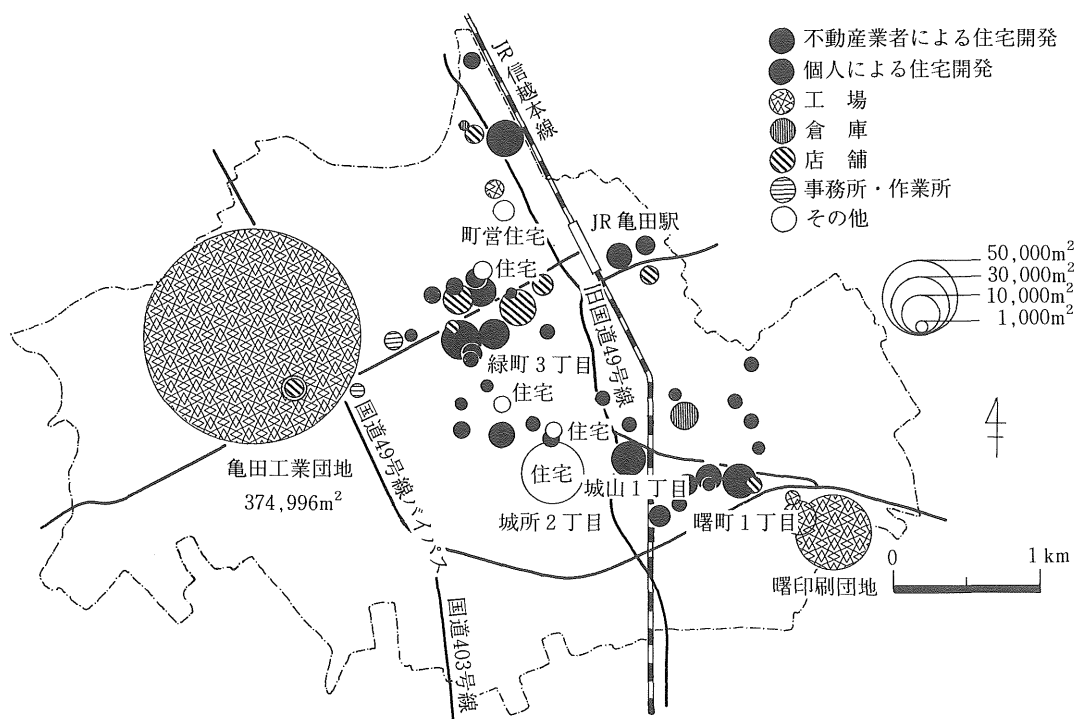 不動産業者による住宅開発
個人による住宅開発
工 場
倉 庫
店 舗
事務所・作業所
その他
50,000m²
30,000m²
10,000m²
1,000m²
JR信越本線
JR亀田駅
町営住宅
住宅
旧国道49号線
緑町3丁目
住宅
住宅
住宅
城山1丁目
城所2丁目
曙町1丁目
曙印刷団地
亀田工業団地
374,996m²
国道49号線バイパス
国道403号線
4
0 1km